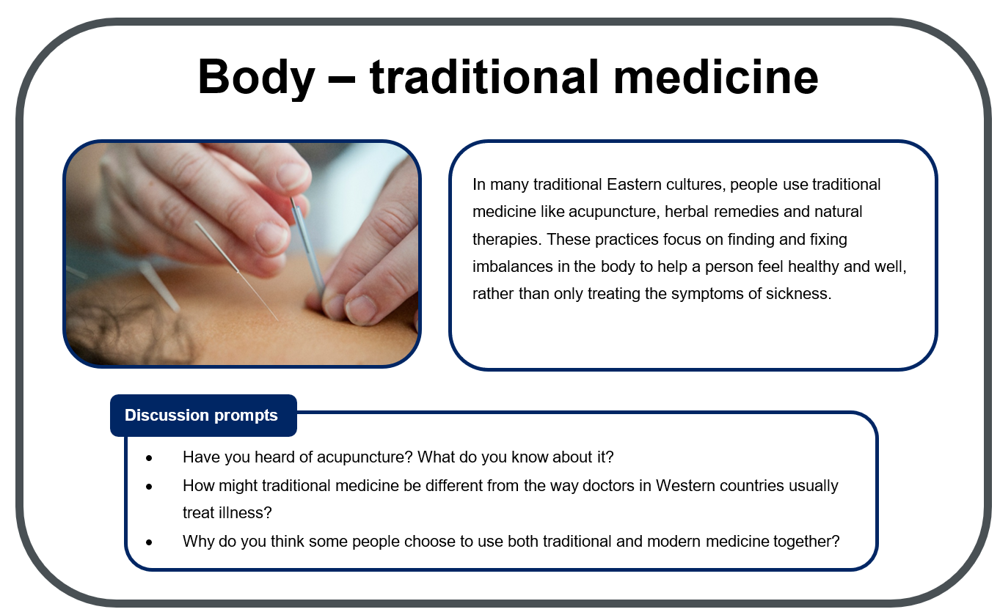 Body – traditional medicine
In many traditional Eastern cultures, people use traditional
medicine like acupuncture, herbal remedies and natural
therapies. These practices focus on finding and fixing
imbalances in the body to help a person feel healthy and well,
rather than only treating the symptoms of sickness.
Discussion prompts
• Have you heard of acupuncture? What do you know about it?
• How might traditional medicine be different from the way doctors in Western countries usually
treat illness?
• Why do you think some people choose to use both traditional and modern medicine together?